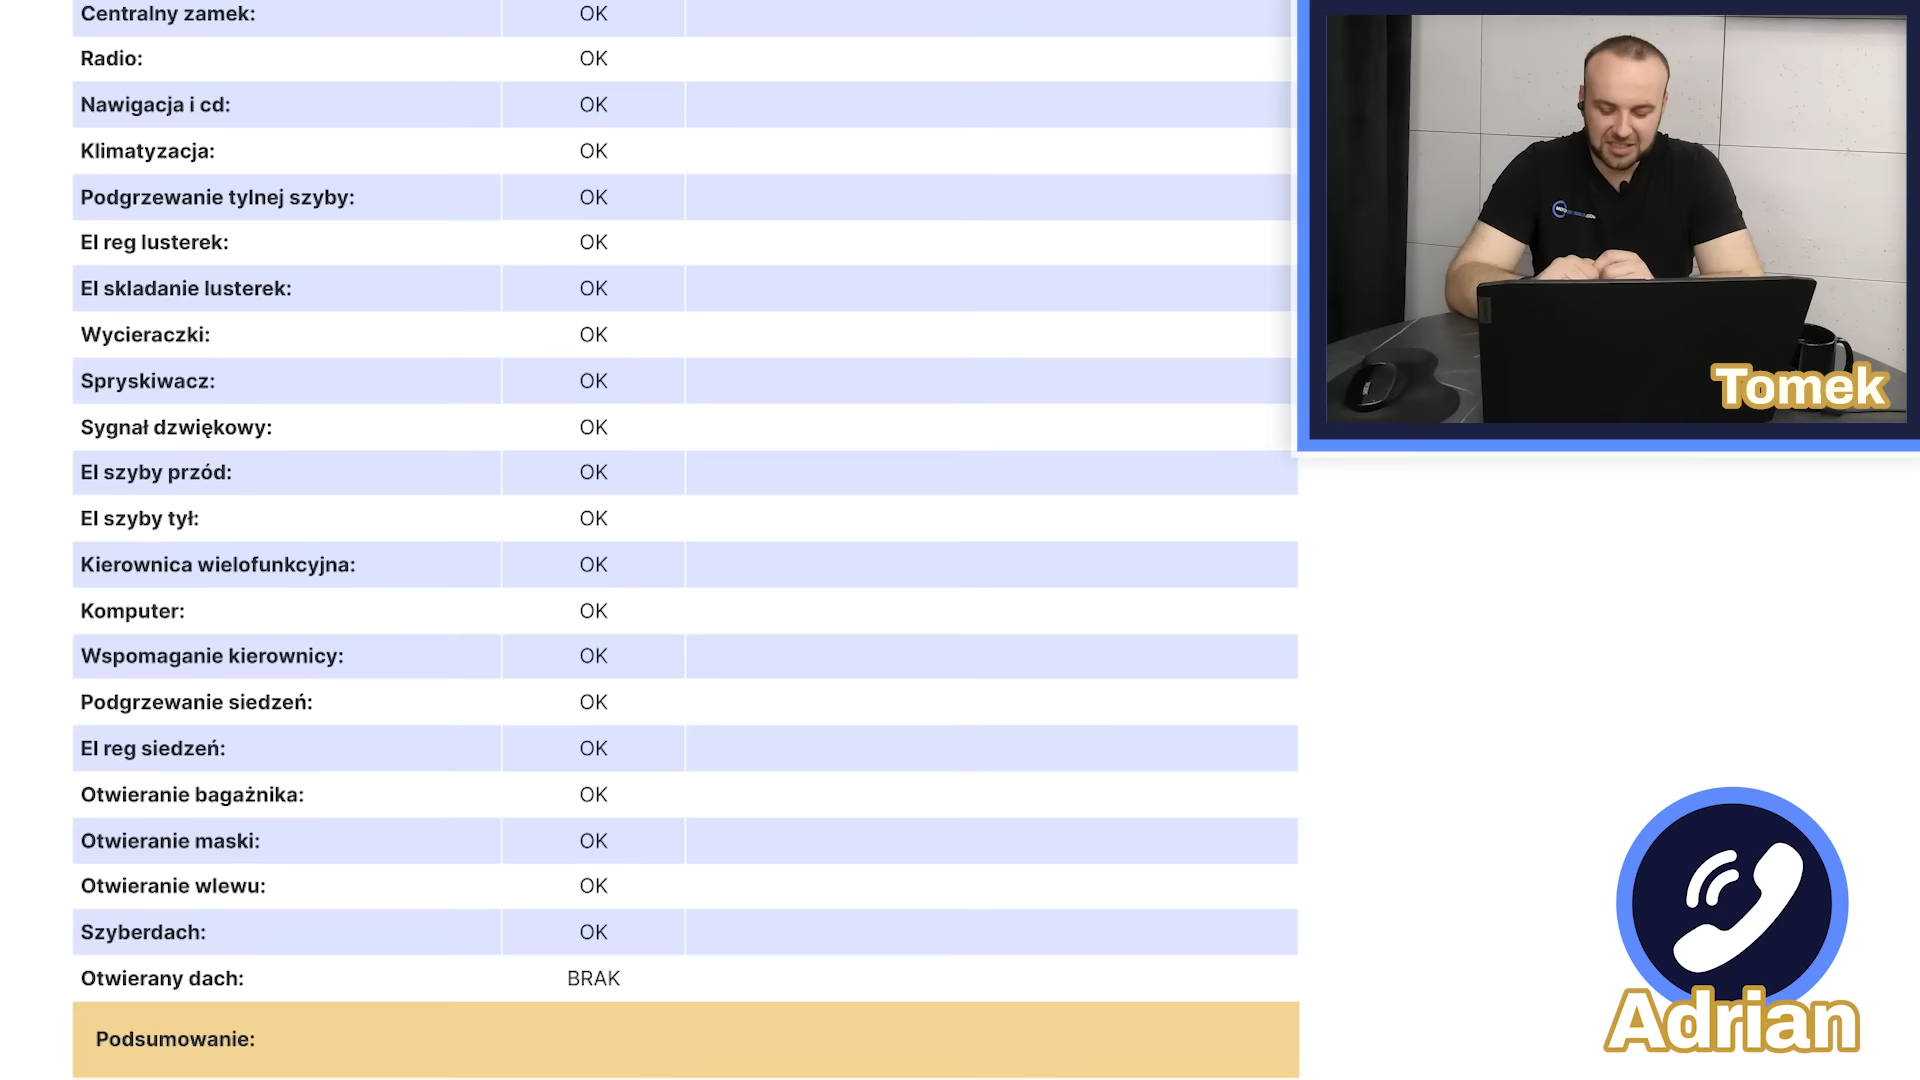 Centralny zamek: OK
Radio: OK
Nawigacja i cd: OK
Klimatyzacja: OK
Podgrzewanie tylnej szyby: OK
El reg lusterek: OK
El skladanie lusterek: OK
Wycieraczki: OK
Spryskiwacz: OK
Sygnał dzwiękowy: OK
El szyby przód: OK
El szyby tył: OK
Kierownica wielofunkcyjna: OK
Komputer: OK
Wspomaganie kierownicy: OK
Podgrzewanie siedzeń: OK
El reg siedzeń: OK
Otwieranie bagażnika: OK
Otwieranie maski: OK
Otwieranie wlewu: OK
Szyberdach: OK
Otwierany dach: BRAK
Podsumowanie:
Tomek
Adrian